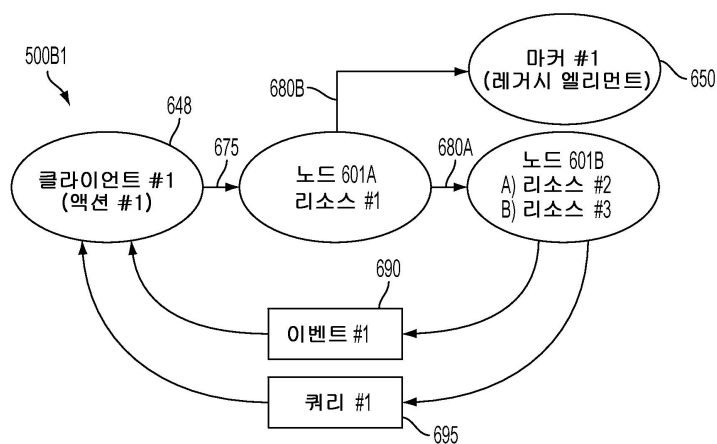 500B1
648
클라이언트 #1
(액션 #1)
675
노드 601A
리소스 #1
680B
마커 #1
(레거시 엘리먼트)
650
680A
노드 601B
A) 리소스 #2
B) 리소스 #3
690
이벤트 #1
쿼리 #1
695